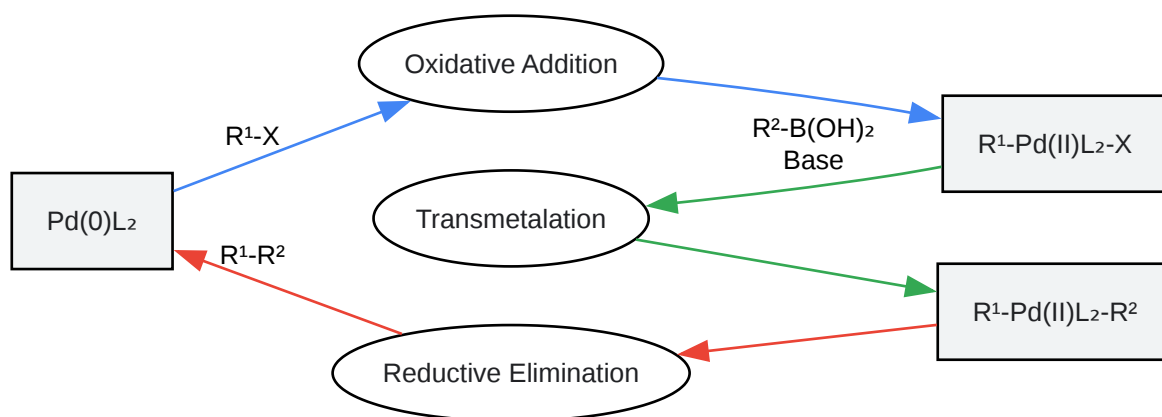 Oxidative Addition
R¹-X
R²-B(OH)₂
Base
R¹-Pd(II)L₂-X
Pd(0)L₂
Transmetalation
R¹-R²
R¹-Pd(II)L₂-R²
Reductive Elimination